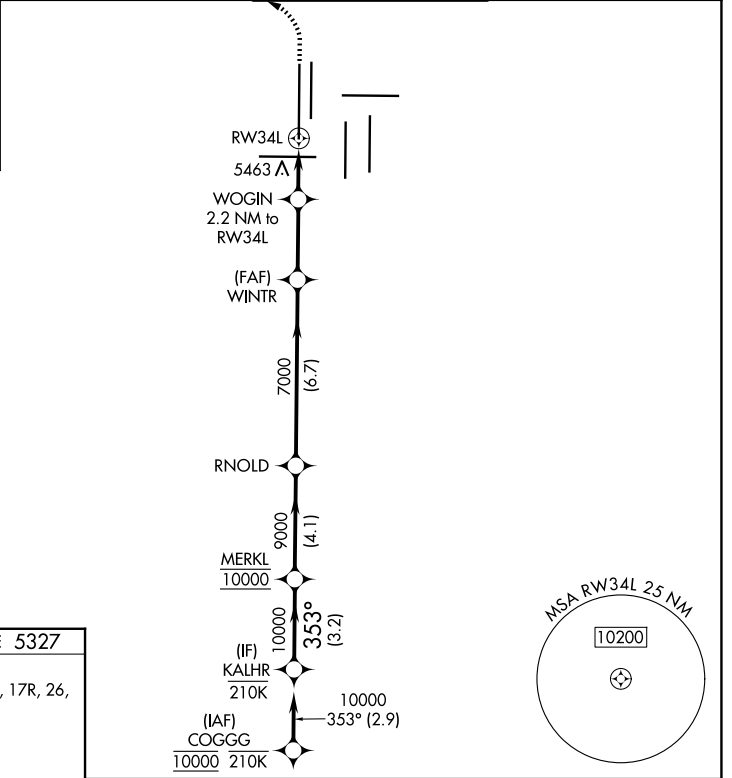 RW34L
5463
WOGIN
2.2 NM to
RW34L
(FAF)
WINTR
7000
(6.7)
RNOLD
9000
(4.1)
MERKL
10000
10000
353°
(3.2)
(IF)
KALHR
210K
10000
353° (2.9)
(IAF)
COGGG
10000 210K
5327
, 17R, 26,
MSA RW34L 25 NM
10200